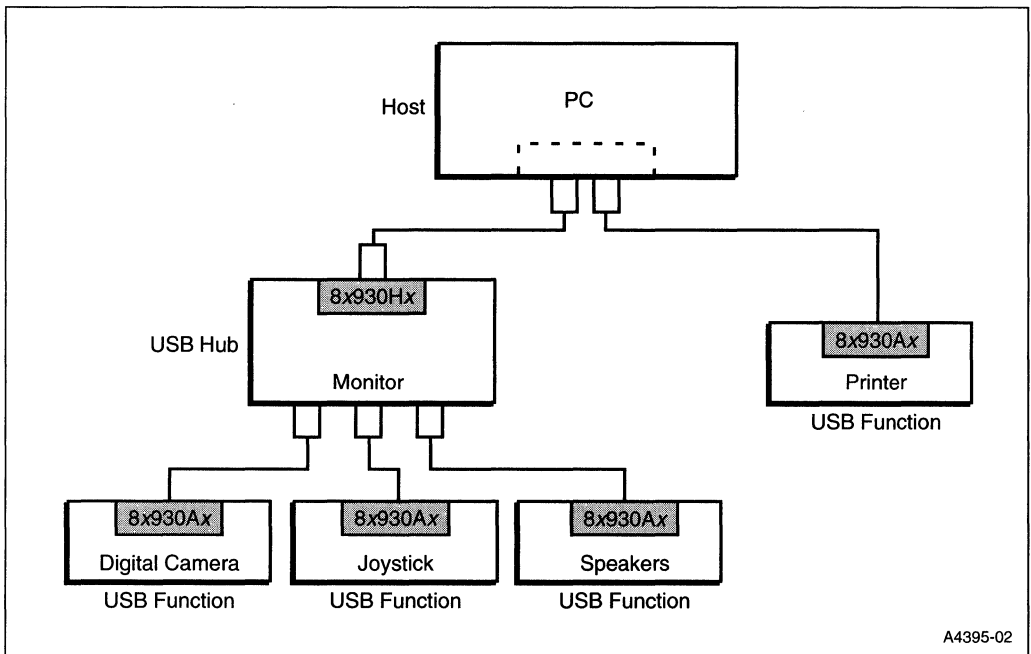 PC
Host
8x930Hx
USB Hub
Monitor
8x930Ax
Printer
USB Function
8x930Ax
8x930Ax
8x930Ax
Digital Camera
Joystick
Speakers
USB Function
USB Function
USB Function
A4395-02